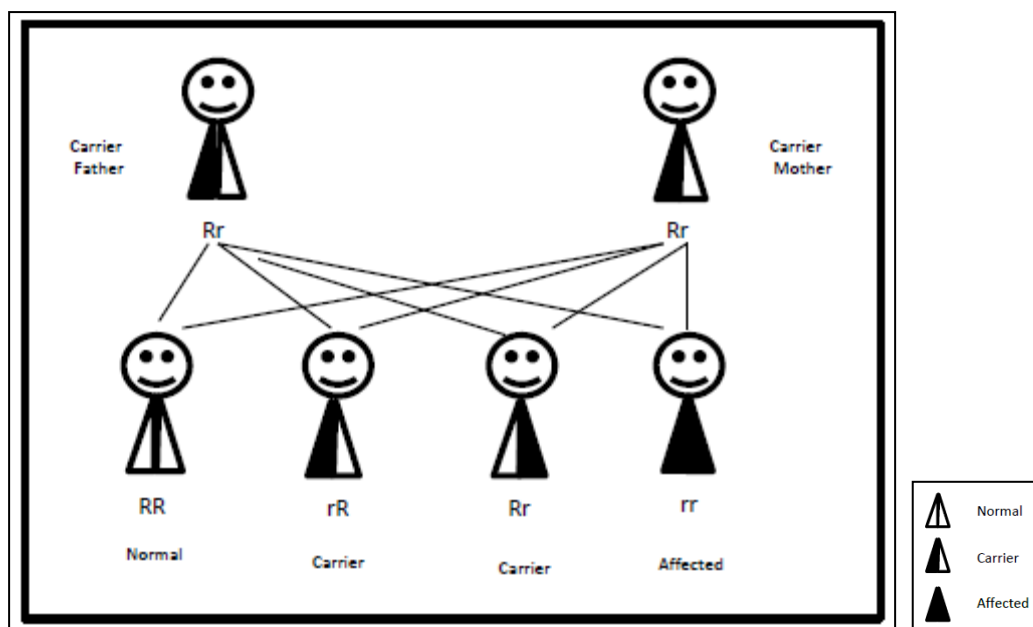 Carrier
Father
Carrier
Mother
Rr
Rr
RR
rR
Rr
rr
Normal
Carrier
Carrier
Affected
Normal
Carrier
Affected